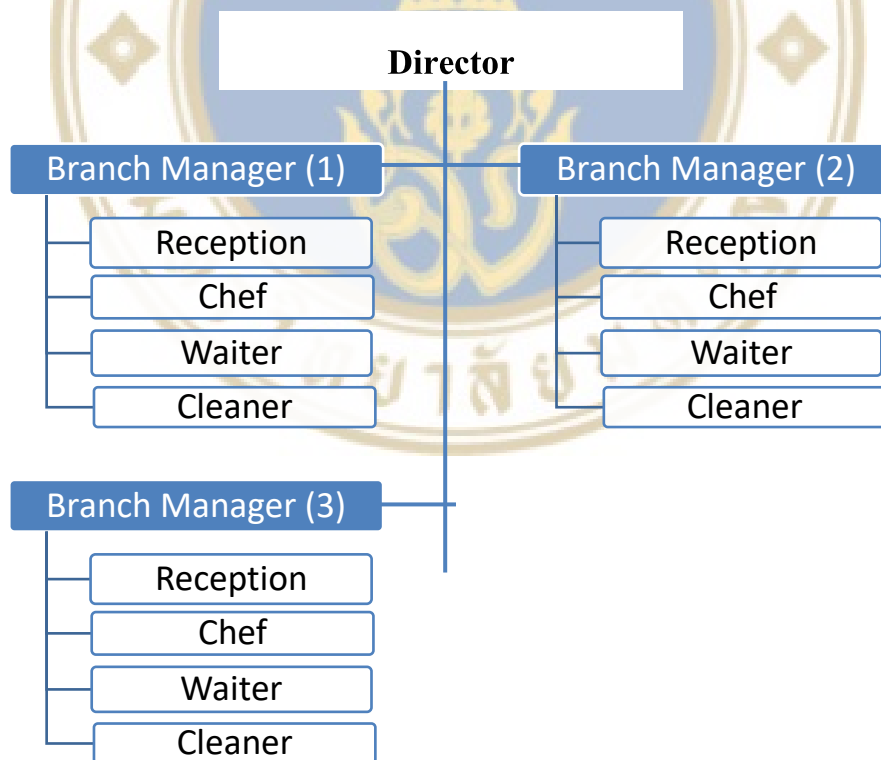 Director
Branch Manager (1)
Reception
Chef
Waiter
Cleaner
Branch Manager (2)
Reception
Chef
Waiter
Cleaner
Branch Manager (3)
Reception
Chef
Waiter
Cleaner